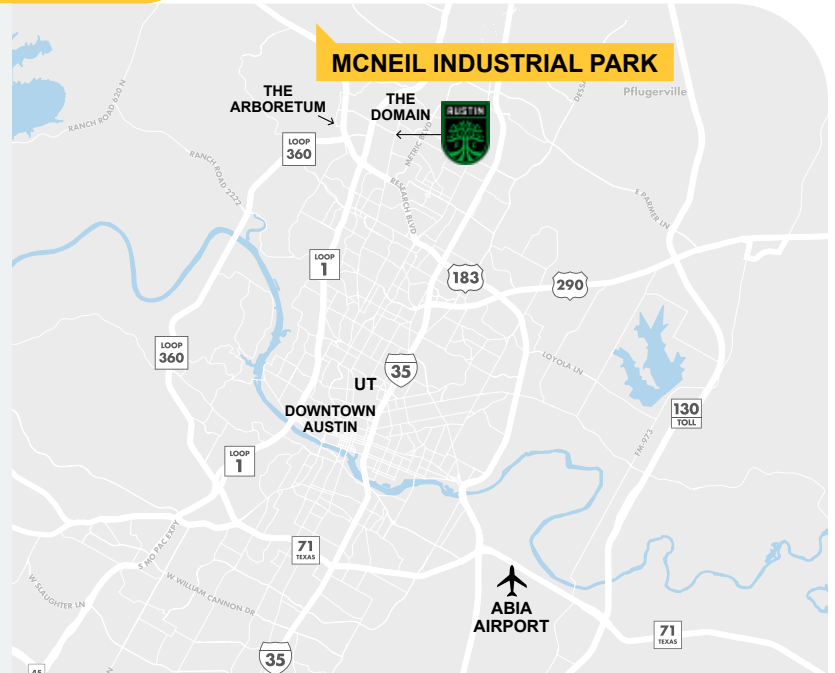 MCNEIL INDUSTRIAL PARK
THE
ARBORETUM
THE
DOMAIN
AUSTIN
Pflugerville
DESSA
RANCH ROAD 620 N
METRIC BLVD
LOOP
360
RANCH ROAD 2222
RESEARCH BLVD
E PARMER LN
LOOP
1
183
290
LOOP
360
LOYOLA LN
35
UT
DOWNTOWN
AUSTIN
130
TOLL
FM-973
LOOP
1
S MO PAC EXPY
71
TEXAS
W SLAUGHTER LN
W WILLIAM CANNON DR
ABIA
AIRPORT
71
TEXAS
35
45